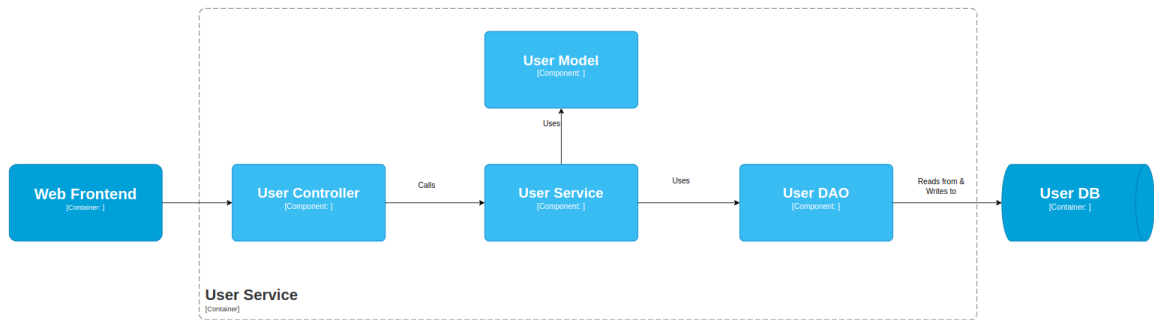 User Model
[Component: ]
Uses
Web Frontend
[Container: ]
User Controller
[Component: ]
Calls
User Service
[Component: ]
Uses
User DAO
[Component: ]
Reads from &
Writes to
User DB
[Container: ]
User Service
[Container]